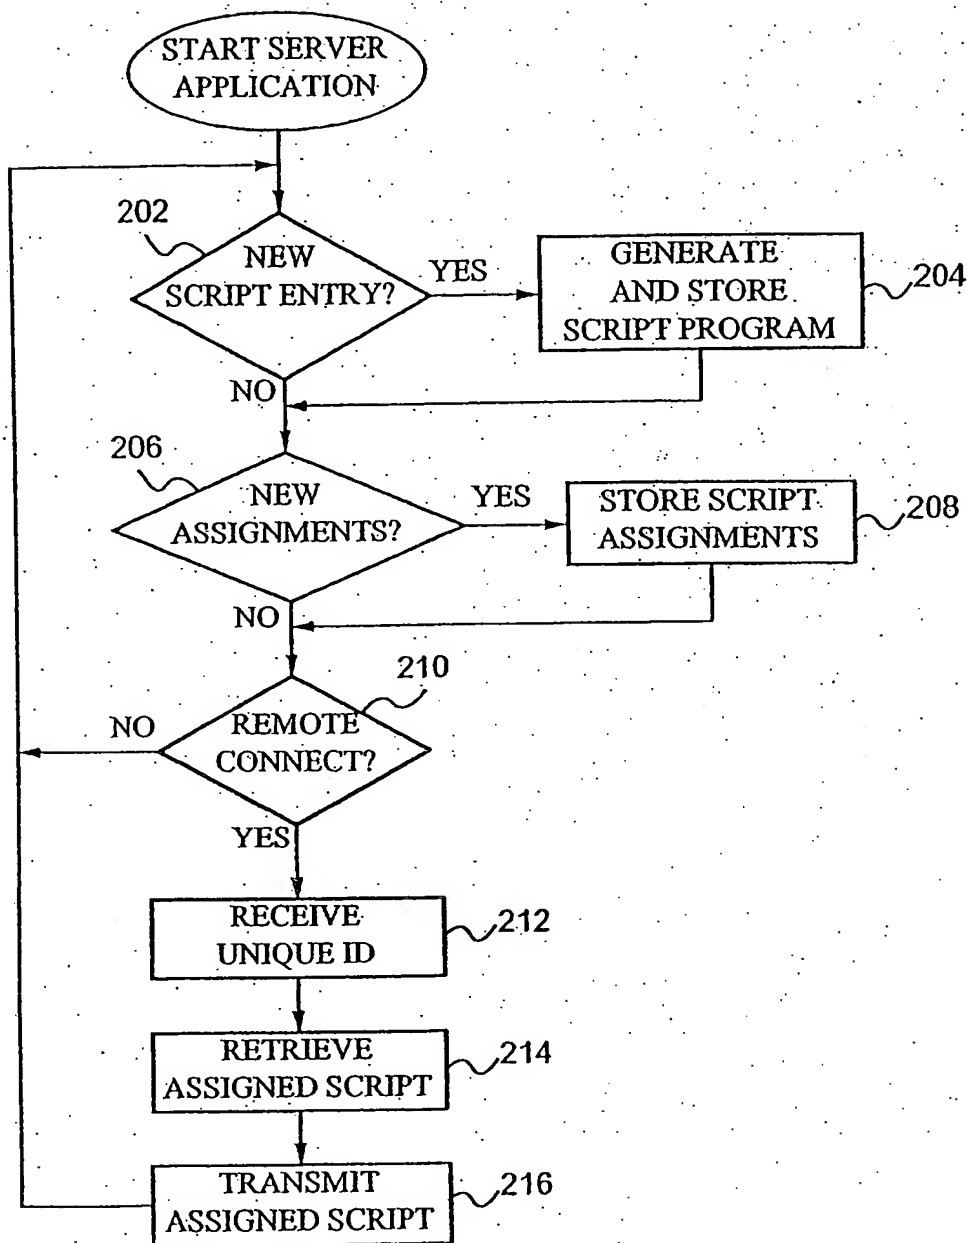 START SERVER
APPLICATION
202
NEW
SCRIPT ENTRY?
YES
GENERATE
AND STORE
SCRIPT PROGRAM
204
NO
206
NEW
ASSIGNMENTS?
YES
STORE SCRIPT
ASSIGNMENTS
208
NO
210
REMOTE
CONNECT?
NO
YES
RECEIVE
UNIQUE ID
212
RETRIEVE
ASSIGNED SCRIPT
214
TRANSMIT
ASSIGNED SCRIPT
216